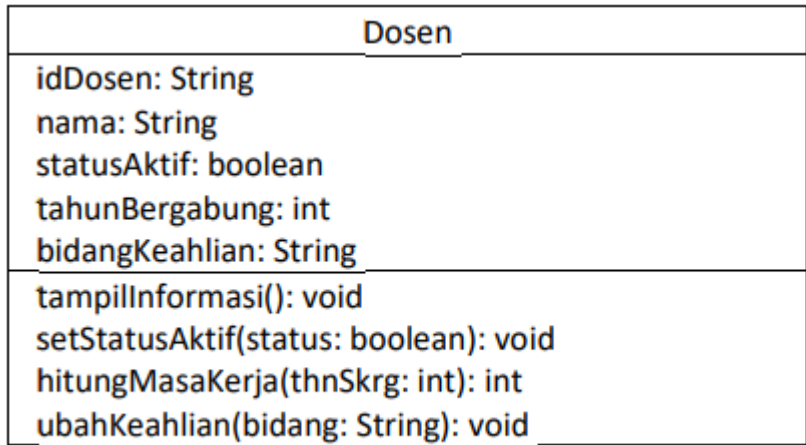 Dosen
idDosen: String
nama: String
statusAktif: boolean
tahunBergabung: int
bidangKeahlian: String
tampilInformasi(): void
setStatusAktif(status: boolean): void
hitungMasaKerja(thnSkrg: int): int
ubahKeahlian(bidang: String): void